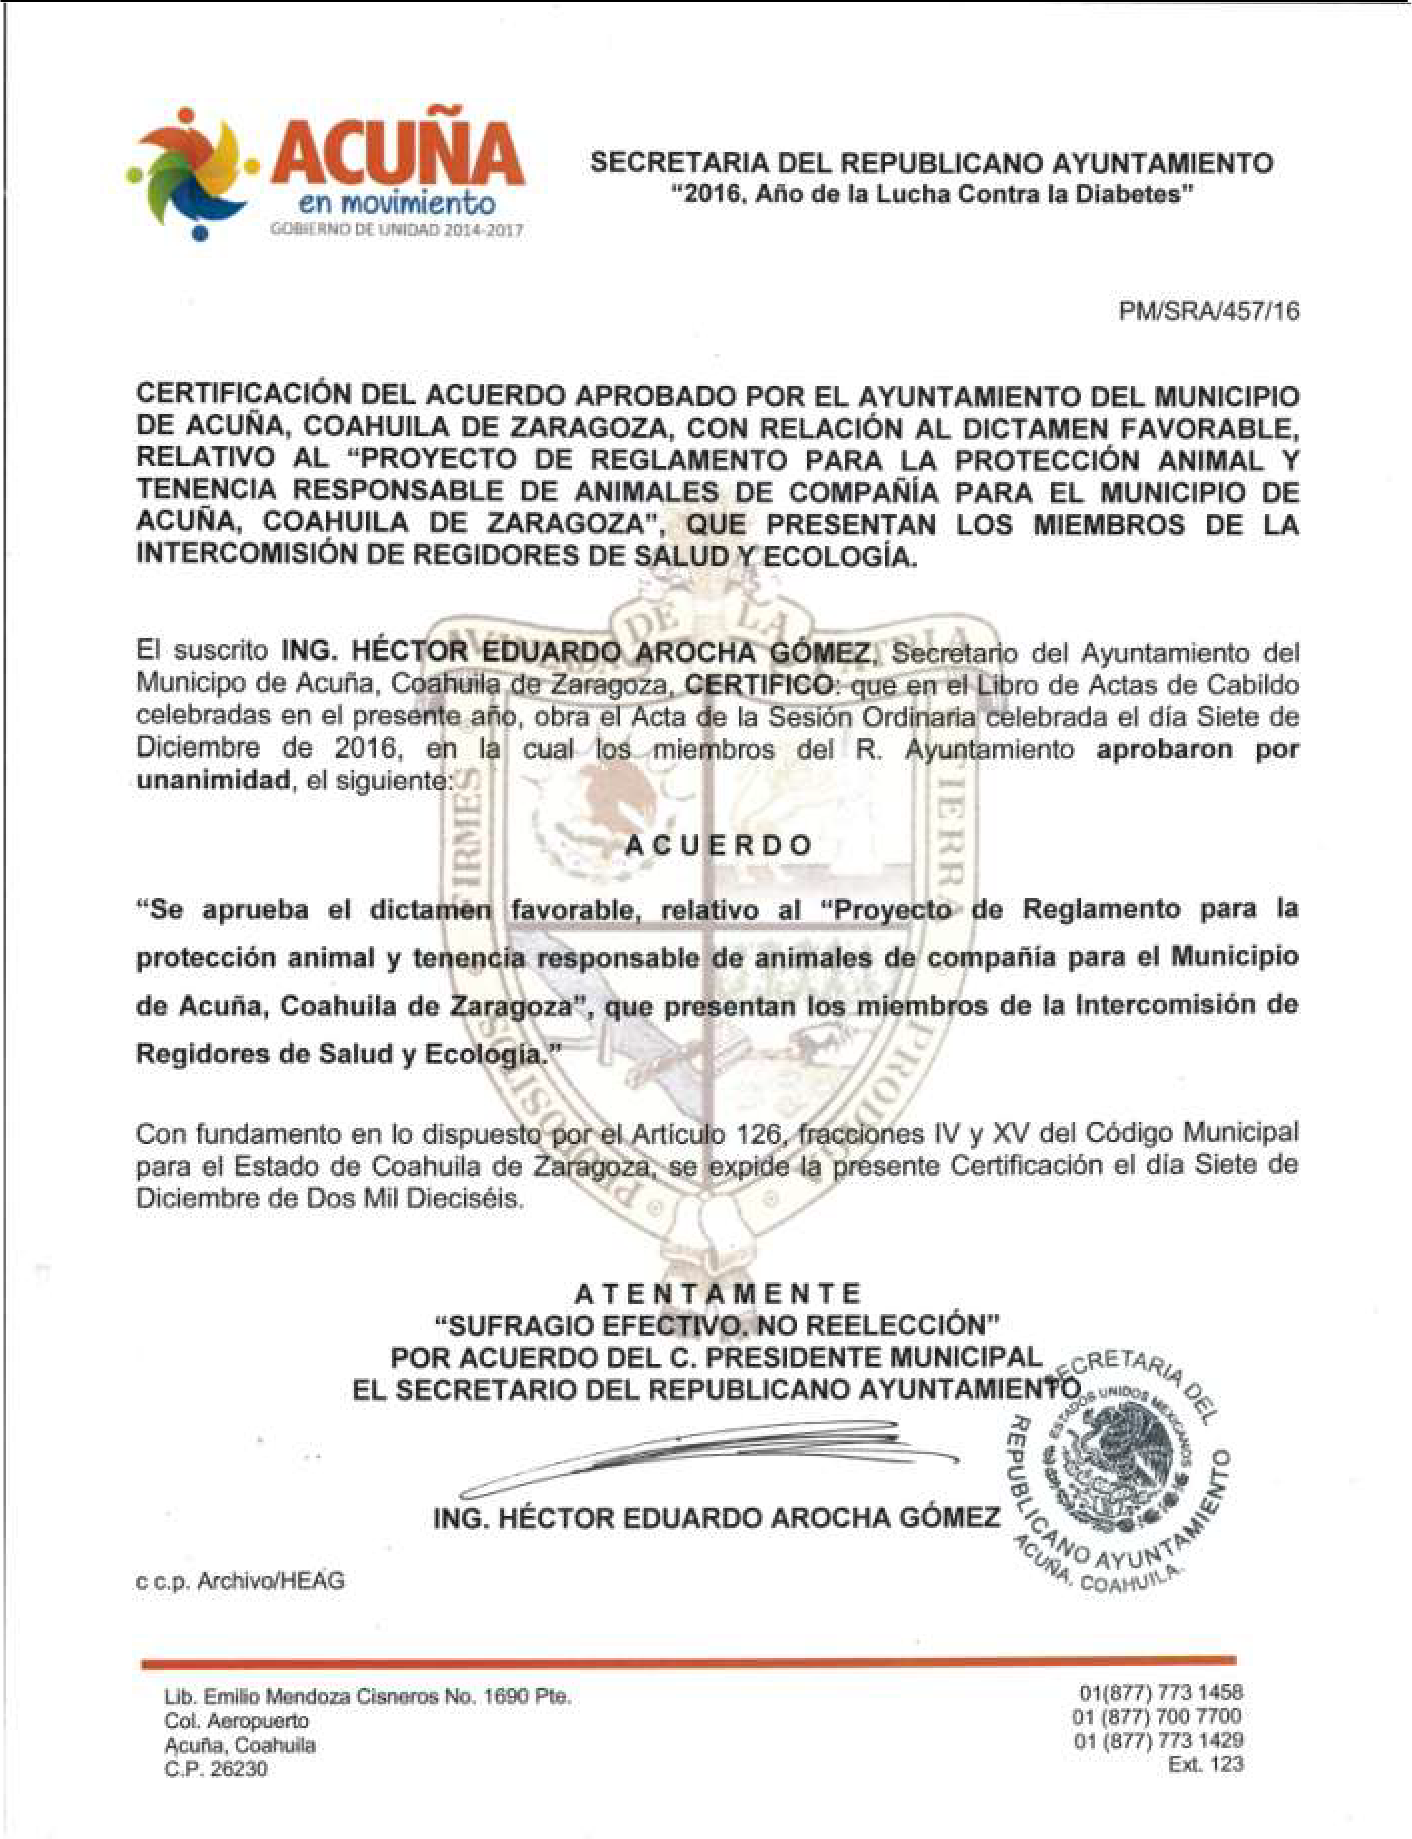 ACUÑA
en movimiento
GOBIERNO DE UNIDAD 2014-2017
SECRETARIA DEL REPUBLICANO AYUNTAMIENTO
“2016, Año de la Lucha Contra la Diabetes”
PM/SRA/457/16
CERTIFICACIÓN DEL ACUERDO APROBADO POR EL AYUNTAMIENTO DEL MUNICIPIO
DE ACUÑA, COAHUILA DE ZARAGOZA, CON RELACIÓN AL DICTAMEN FAVORABLE,
RELATIVO AL “PROYECTO DE REGLAMENTO PARA LA PROTECCIÓN ANIMAL Y
TENENCIA RESPONSABLE DE ANIMALES DE COMPAÑÍA PARA EL MUNICIPIO DE
ACUÑA, COAHUILA DE ZARAGOZA”, QUE PRESENTAN LOS MIEMBROS DE LA
INTERCOMISIÓN DE REGIDORES DE SALUD Y ECOLOGÍA.
El suscrito ING. HÉCTOR EDUARDO AROCHA GÓMEZ, Secretario del Ayuntamiento del
Municipo de Acuña, Coahuila de Zaragoza, CERTIFICO: que en el Libro de Actas de Cabildo
celebradas en el presente año, obra el Acta de la Sesión Ordinaria celebrada el día Siete de
Diciembre de 2016, en la cual los miembros del R. Ayuntamiento aprobaron por
unanimidad, el siguiente:
A C U E R D O
“Se aprueba el dictamen favorable, relativo al “Proyecto de Reglamento para la
protección animal y tenencia responsable de animales de compañía para el Municipio
de Acuña, Coahuila de Zaragoza”, que presentan los miembros de la Intercomisión de
Regidores de Salud y Ecología.”
Con fundamento en lo dispuesto por el Artículo 126, fracciones IV y XV del Código Municipal
para el Estado de Coahuila de Zaragoza, se expide la presente Certificación el día Siete de
Diciembre de Dos Mil Dieciséis.
A T E N T A M E N T E
“SUFRAGIO EFECTIVO. NO REELECCIÓN”
POR ACUERDO DEL C. PRESIDENTE MUNICIPAL
EL SECRETARIO DEL REPUBLICANO AYUNTAMIENTO
ING. HÉCTOR EDUARDO AROCHA GÓMEZ
SECRETARIA DEL
REPUBLICANO AYUNTAMIENTO
ESTADOS UNIDOS MEXICANOS
ACUÑA, COAHUILA.
c c.p. Archivo/HEAG
Lib. Emilio Mendoza Cisneros No. 1690 Pte.
Col. Aeropuerto
Acuña, Coahuila
C.P. 26230
01(877) 773 1458
01 (877) 700 7700
01 (877) 773 1429
Ext. 123
DE LA
FIRMES
TIERRA
PRODIGA